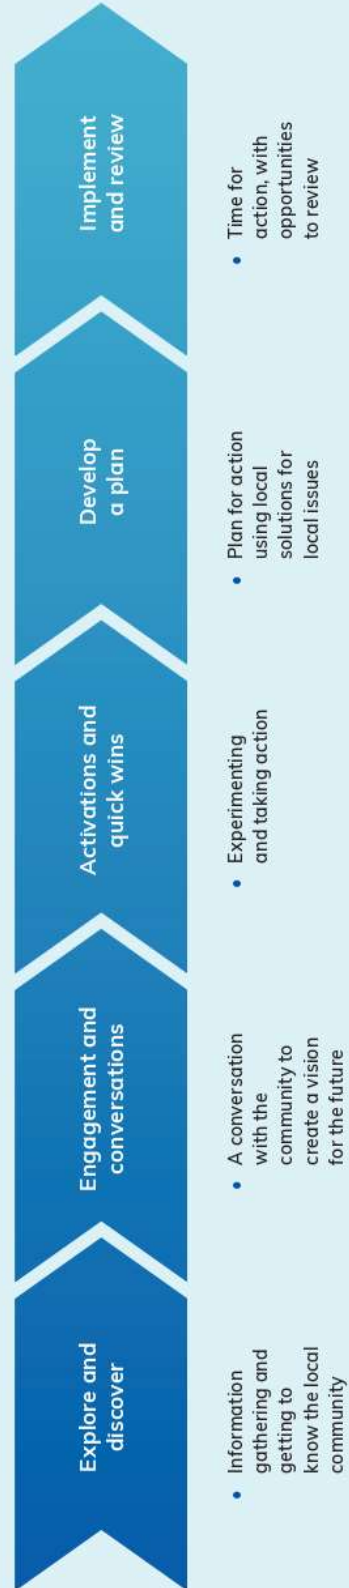 Explore and
discover
• Information
gathering and
getting to
know the local
community
Engagement and
conversations
• A conversation
with the
community to
create a vision
for the future
Activations and
quick wins
• Experimenting
and taking action
Develop
a plan
• Plan for action
using local
solutions for
local issues
Implement
and review
• Time for
action, with
opportunities
to review